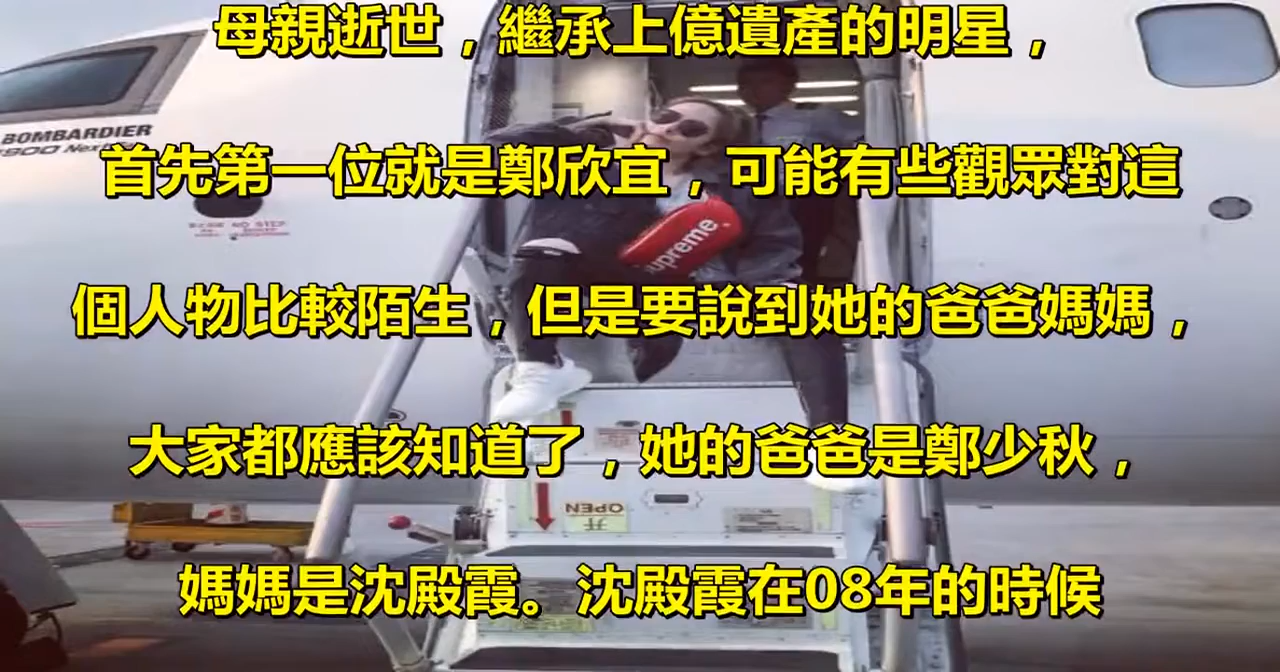 母親逝世，繼承上億遺產的明星，
BOMBARDIER
首先第一位就是鄭欣宜，可能有些觀眾對這
upreme
個人物比較陌生，但是要說到她的爸爸媽媽，
大家都應該知道了，她的爸爸是鄭少秋，
OPEN
开
媽媽是沈殿霞。沈殿霞在08年的時候